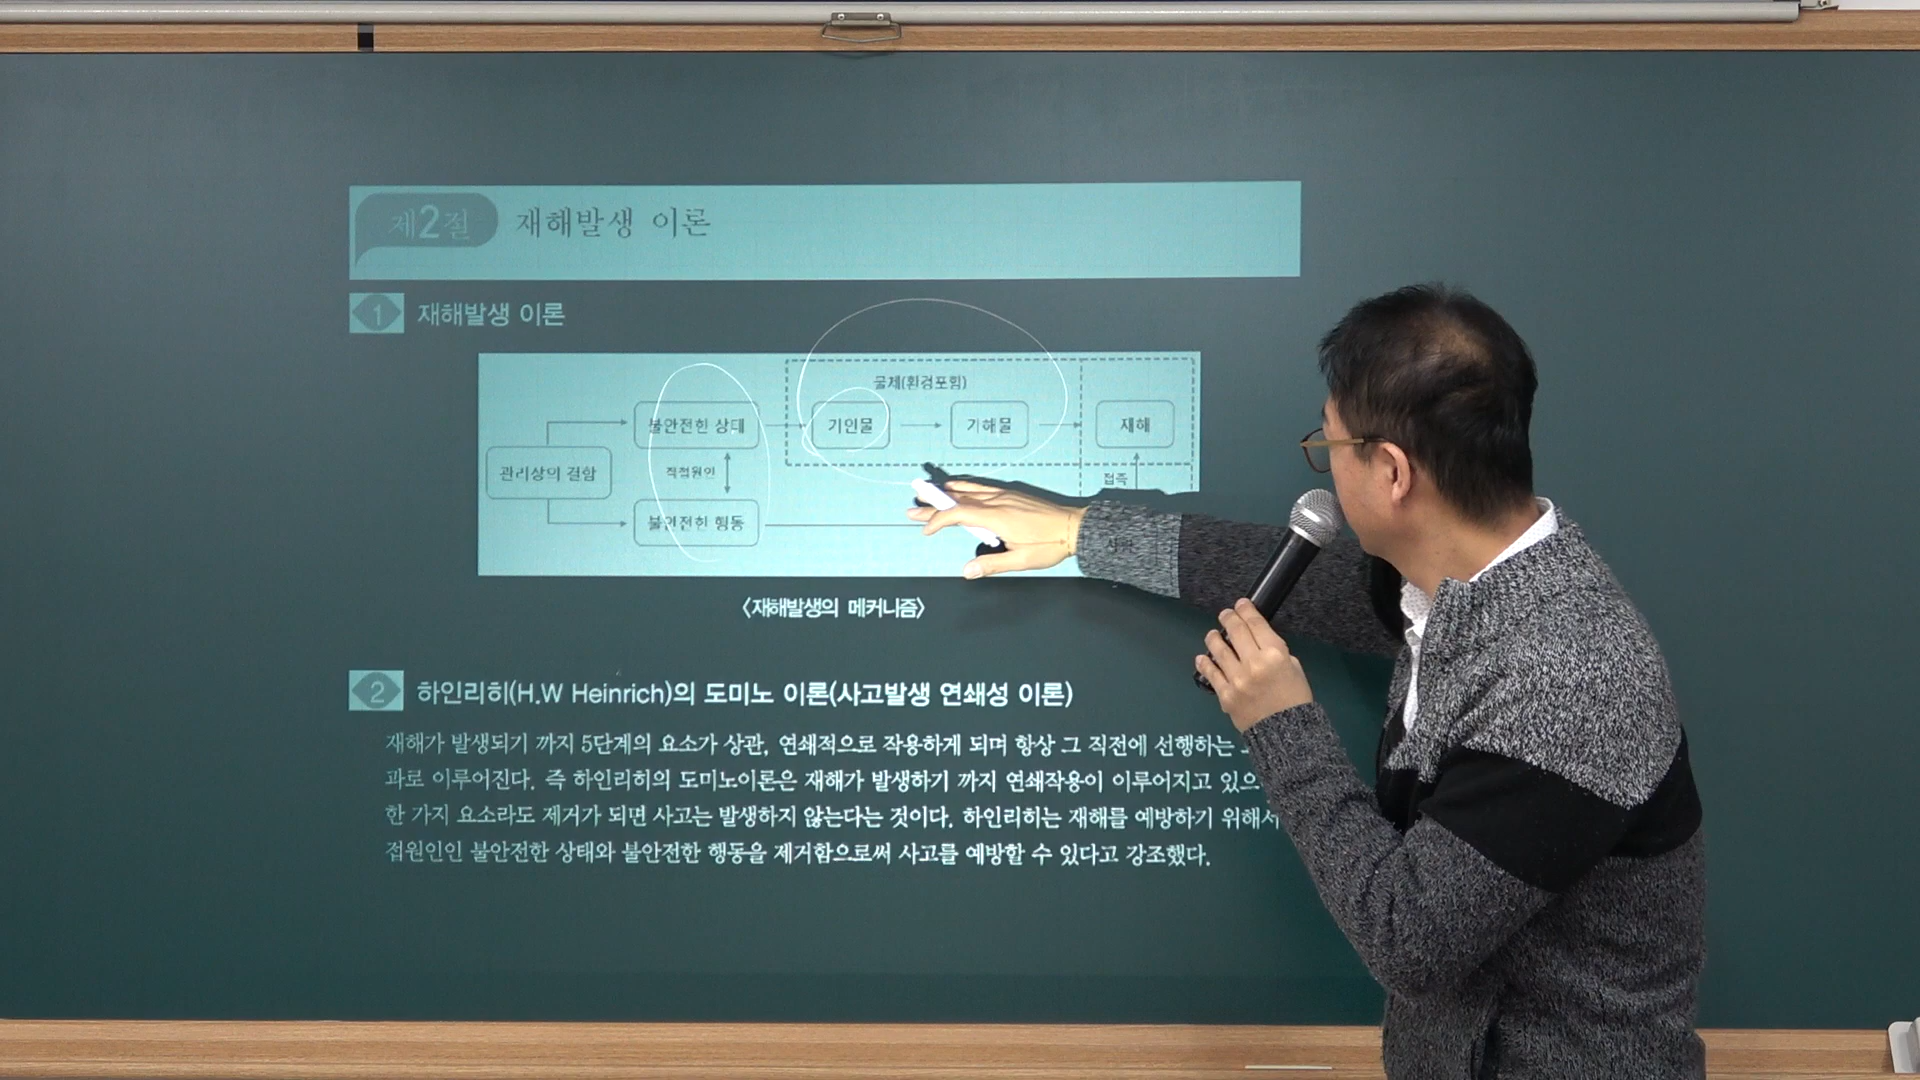 제2절 재해발생 이론
1 재해발생 이론
물체(환경포함)
불안전한 상태
기인물
가해물
재해
관리상의 결함
직접원인
접촉
불안전한 행동
사람
〈재해발생의 메커니즘〉
2 하인리히(H.W Heinrich)의 도미노 이론(사고발생 연쇄성 이론)
재해가 발생되기 까지 5단계의 요소가 상관, 연쇄적으로 작용하게 되며 항상 그 직전에 선행하는
과로 이루어진다. 즉 하인리히의 도미노이론은 재해가 발생하기 까지 연쇄작용이 이루어지고 있으
한 가지 요소라도 제거가 되면 사고는 발생하지 않는다는 것이다. 하인리히는 재해를 예방하기 위해서
접원인인 불안전한 상태와 불안전한 행동을 제거함으로써 사고를 예방할 수 있다고 강조했다.